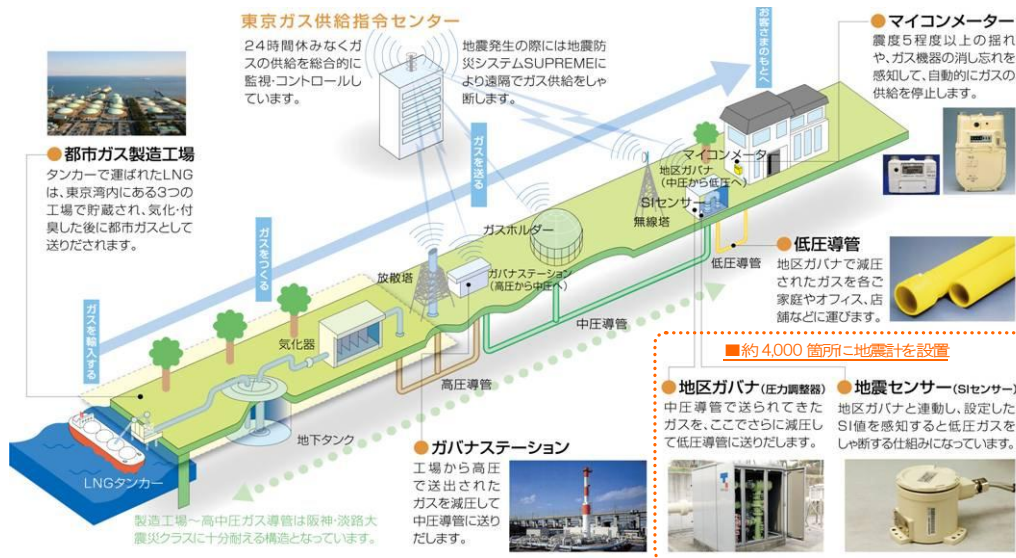 東京ガス供給指令センター
24時間休みなくガ
スの供給を総合的に
監視・コントロールし
ています。
地震発生の際には地震防
災システムSUPREMEに
より遠隔でガス供給をしゃ
断します。
お客さまのもとへ
マイコンメーター
震度5程度以上の揺れ
や、ガス機器の消し忘れを
感知して、自動的にガスの
供給を停止します。
都市ガス製造工場
タンカーで運ばれたLNG
は、東京湾内にある3つの
工場で貯蔵され、気化・付
臭した後に都市ガスとして
送りだされます。
ガスを送る
ガスをつくる
ガスを輸入する
マイコンメータ
地区ガバナ
(中圧から低圧へ)
SIセンサー
無線塔
ガスホルダー
放散塔
ガバナステーション
(高圧から中圧へ)
気化器
低圧導管
中圧導管
高圧導管
地下タンク
LNGタンカー
低圧導管
地区ガバナで減圧
されたガスを各ご
家庭やオフィス、店
舗などに運びます。
■約4,000箇所に地震計を設置
地区ガバナ(圧力調整器)
中圧導管で送られてきた
ガスを、ここでさらに減圧し
て低圧導管に送りだします。
地震センサー(SIセンサー)
地区ガバナと連動し、設定した
SI値を感知すると低圧ガスを
しゃ断する仕組みになっています。
ガバナステーション
工場から高圧
で送出された
ガスを減圧して
中圧導管に送り
だします。
製造工場～高中圧ガス導管は阪神・淡路大
震災クラスに十分耐える構造となっています。